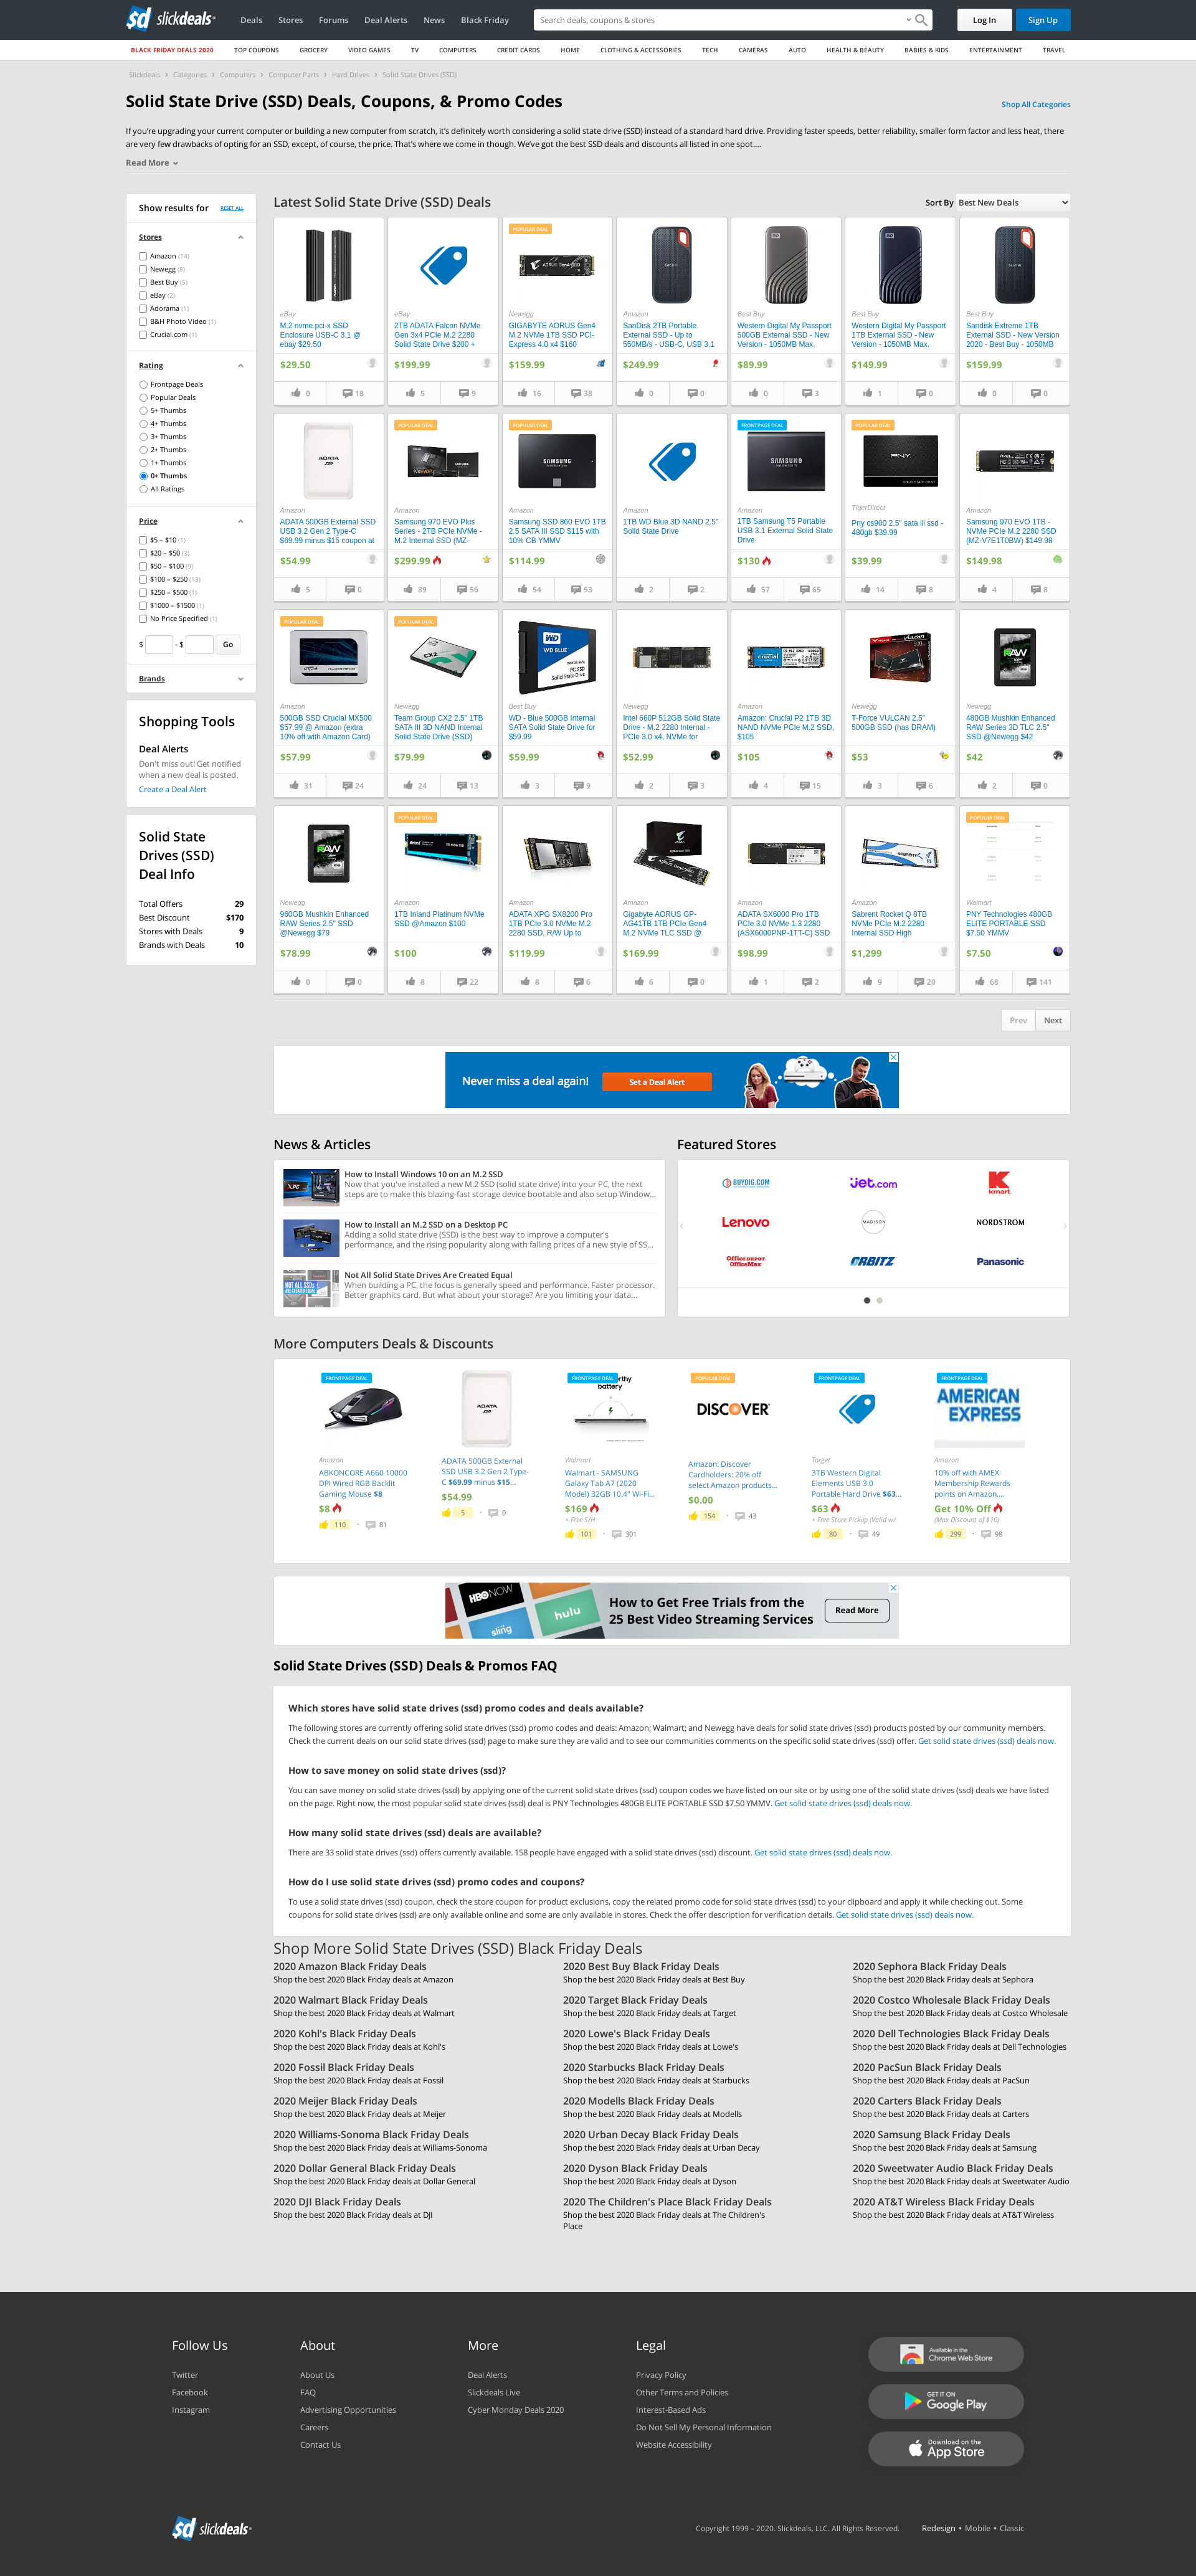 slickdeals
Deals Stores Forums Deal Alerts News Black Friday
Search deals, coupons & stores
Log In Sign Up
BLACK FRIDAY DEALS 2020 TOP COUPONS GROCERY VIDEO GAMES TV COMPUTERS CREDIT CARDS HOME CLOTHING & ACCESSORIES TECH CAMERAS AUTO HEALTH & BEAUTY BABIES & KIDS ENTERTAINMENT TRAVEL
Slickdeals > Categories > Computers > Computer Parts > Hard Drives > Solid State Drives (SSD)
Solid State Drive (SSD) Deals, Coupons, & Promo Codes
Shop All Categories
If you're upgrading your current computer or building a new computer from scratch, it's definitely worth considering a solid state drive (SSD) instead of a standard hard drive. Providing faster speeds, better reliability, smaller form factor and less heat, there
are very few drawbacks of opting for an SSD, except, of course, the price. That's where we come in though. We've got the best SSD deals and discounts all listed in one spot....
Read More
Show results for RESET ALL
Stores
Amazon (14)
Newegg (8)
Best Buy (5)
eBay (2)
Adorama (1)
B&H Photo Video (1)
Crucial.com (1)
Rating
Frontpage Deals
Popular Deals
5+ Thumbs
4+ Thumbs
3+ Thumbs
2+ Thumbs
1+ Thumbs
0+ Thumbs
All Ratings
Price
$5 – $10 (1)
$20 – $50 (3)
$50 – $100 (9)
$100 – $250 (13)
$250 – $500 (1)
$1000 – $1500 (1)
No Price Specified (1)
$ - $ Go
Brands
Shopping Tools
Deal Alerts
Don't miss out! Get notified
when a new deal is posted.
Create a Deal Alert
Solid State
Drives (SSD)
Deal Info
Total Offers 29
Best Discount $170
Stores with Deals 9
Brands with Deals 10
Latest Solid State Drive (SSD) Deals
Sort By Best New Deals
eBay
M.2 nvme pci-x SSD
Enclosure USB-C 3.1 @
ebay $29.50
$29.50
0 18
eBay
2TB ADATA Falcon NVMe
Gen 3x4 PCIe M.2 2280
Solid State Drive $200 +
$199.99
5 9
POPULAR DEAL
Newegg
GIGABYTE AORUS Gen4
M.2 NVMe 1TB SSD PCI-
Express 4.0 x4 $160
$159.99
16 38
Amazon
SanDisk 2TB Portable
External SSD - Up to
550MB/s - USB-C, USB 3.1
$249.99
0 0
Best Buy
Western Digital My Passport
500GB External SSD - New
Version - 1050MB Max.
$89.99
0 3
Best Buy
Western Digital My Passport
1TB External SSD - New
Version - 1050MB Max.
$149.99
1 0
Best Buy
Sandisk Extreme 1TB
External SSD - New Version
2020 - Best Buy - 1050MB
$159.99
0 0
ADATA
SSD
Amazon
ADATA 500GB External SSD
USB 3.2 Gen 2 Type-C
$69.99 minus $15 coupon at
$54.99
5 0
POPULAR DEAL
Amazon
Samsung 970 EVO Plus
Series - 2TB PCIe NVMe -
M.2 Internal SSD (MZ-
$299.99
89 56
POPULAR DEAL
SAMSUNG
Amazon
Samsung SSD 860 EVO 1TB
2.5 SATA III SSD $115 with
10% CB YMMV
$114.99
54 53
Amazon
1TB WD Blue 3D NAND 2.5"
Solid State Drive
2 2
FRONTPAGE DEAL
SAMSUNG
Amazon
1TB Samsung T5 Portable
USB 3.1 External Solid State
Drive
$130
57 65
POPULAR DEAL
PNY
TigerDirect
Pny cs900 2.5" sata iii ssd -
480gb $39.99
$39.99
14 8
Amazon
Samsung 970 EVO 1TB -
NVMe PCIe M.2 2280 SSD
(MZ-V7E1T0BW) $149.98
$149.98
4 8
POPULAR DEAL
Amazon
500GB SSD Crucial MX500
$57.99 @ Amazon (extra
10% off with Amazon Card)
$57.99
31 24
POPULAR DEAL
CX2
Newegg
Team Group CX2 2.5" 1TB
SATA III 3D NAND Internal
Solid State Drive (SSD)
$79.99
24 13
WD
WD BLUE
PC SSD
Solid State Drive
Best Buy
WD - Blue 500GB Internal
SATA Solid State Drive for
$59.99
$59.99
3 9
Newegg
Intel 660P 512GB Solid State
Drive - M.2 2280 Internal -
PCIe 3.0 x4, NVMe for
$52.99
2 3
crucial
Amazon
Amazon: Crucial P2 1TB 3D
NAND NVMe PCIe M.2 SSD,
$105
$105
4 15
VULCAN
Newegg
T-Force VULCAN 2.5"
500GB SSD (has DRAM)
$53
3 6
RAW
Newegg
480GB Mushkin Enhanced
RAW Series 3D TLC 2.5"
SSD @Newegg $42
$42
2 0
RAW
Newegg
960GB Mushkin Enhanced
RAW Series 2.5" SSD
@Newegg $79
$78.99
0 0
POPULAR DEAL
Amazon
1TB Inland Platinum NVMe
SSD @Amazon $100
$100
8 22
Amazon
ADATA XPG SX8200 Pro
1TB PCIe 3.0 NVMe M.2
2280 SSD, R/W Up to
$119.99
8 6
Amazon
Gigabyte AORUS GP-
AG41TB 1TB PCIe Gen4
M.2 NVMe TLC SSD @
$169.99
6 0
Amazon
ADATA SX6000 Pro 1TB
PCIe 3.0 NVMe 1.3 2280
(ASX6000PNP-1TT-C) SSD
$98.99
1 2
Amazon
Sabrent Rocket Q 8TB
NVMe PCIe M.2 2280
Internal SSD High
$1,299
9 20
POPULAR DEAL
Walmart
PNY Technologies 480GB
ELITE PORTABLE SSD
$7.50 YMMV
$7.50
68 141
Prev Next
Never miss a deal again! Set a Deal Alert
News & Articles
How to Install Windows 10 on an M.2 SSD
Now that you've installed a new M.2 SSD (solid state drive) into your PC, the next
steps are to make this blazing-fast storage device bootable and also setup Window...
How to Install an M.2 SSD on a Desktop PC
Adding a solid state drive (SSD) is the best way to improve a computer's
performance, and the rising popularity along with falling prices of a new style of SS...
Not All Solid State Drives Are Created Equal
When building a PC, the focus is generally speed and performance. Faster processor.
Better graphics card. But what about your storage? Are you limiting your data...
Featured Stores
BUYDIG.COM Jet.com kmart
Lenovo MADISON NORDSTROM
Office DEPOT OfficeMax ORBITZ Panasonic
More Computers Deals & Discounts
FRONTPAGE DEAL
Amazon
ABKONCORE A660 10000
DPI Wired RGB Backlit
Gaming Mouse $8
$8
110 · 81
ADATA
SSD
ADATA 500GB External
SSD USB 3.2 Gen 2 Type-
C $69.99 minus $15...
$54.99
5 · 0
FRONTPAGE DEAL
battery
Walmart
Walmart - SAMSUNG
Galaxy Tab A7 (2020
Model) 32GB 10.4" Wi-Fi...
$169
+ Free S/H
101 · 301
POPULAR DEAL
DISCOVER
Amazon: Discover
Cardholders: 20% off
select Amazon products...
$0.00
154 · 43
FRONTPAGE DEAL
Target
3TB Western Digital
Elements USB 3.0
Portable Hard Drive $63...
$63
+ Free Store Pickup (Valid w/
80 · 49
FRONTPAGE DEAL
AMERICAN
EXPRESS
Amazon
10% off with AMEX
Membership Rewards
points on Amazon....
Get 10% Off
(Max Discount of $10)
299 · 98
HBO NOW
hulu
sling
How to Get Free Trials from the
25 Best Video Streaming Services
Read More
Solid State Drives (SSD) Deals & Promos FAQ
Which stores have solid state drives (ssd) promo codes and deals available?
The following stores are currently offering solid state drives (ssd) promo codes and deals: Amazon; Walmart; and Newegg have deals for solid state drives (ssd) products posted by our community members.
Check the current deals on our solid state drives (ssd) page to make sure they are valid and to see our communities comments on the specific solid state drives (ssd) offer. Get solid state drives (ssd) deals now.
How to save money on solid state drives (ssd)?
You can save money on solid state drives (ssd) by applying one of the current solid state drives (ssd) coupon codes we have listed on our site or by using one of the solid state drives (ssd) deals we have listed
on the page. Right now, the most popular solid state drives (ssd) deal is PNY Technologies 480GB ELITE PORTABLE SSD $7.50 YMMV. Get solid state drives (ssd) deals now.
How many solid state drives (ssd) deals are available?
There are 33 solid state drives (ssd) offers currently available. 158 people have engaged with a solid state drives (ssd) discount. Get solid state drives (ssd) deals now.
How do I use solid state drives (ssd) promo codes and coupons?
To use a solid state drives (ssd) coupon, check the store coupon for product exclusions, copy the related promo code for solid state drives (ssd) to your clipboard and apply it while checking out. Some
coupons for solid state drives (ssd) are only available online and some are only available in stores. Check the offer description for verification details. Get solid state drives (ssd) deals now.
Shop More Solid State Drives (SSD) Black Friday Deals
2020 Amazon Black Friday Deals
Shop the best 2020 Black Friday deals at Amazon
2020 Best Buy Black Friday Deals
Shop the best 2020 Black Friday deals at Best Buy
2020 Sephora Black Friday Deals
Shop the best 2020 Black Friday deals at Sephora
2020 Walmart Black Friday Deals
Shop the best 2020 Black Friday deals at Walmart
2020 Target Black Friday Deals
Shop the best 2020 Black Friday deals at Target
2020 Costco Wholesale Black Friday Deals
Shop the best 2020 Black Friday deals at Costco Wholesale
2020 Kohl's Black Friday Deals
Shop the best 2020 Black Friday deals at Kohl's
2020 Lowe's Black Friday Deals
Shop the best 2020 Black Friday deals at Lowe's
2020 Dell Technologies Black Friday Deals
Shop the best 2020 Black Friday deals at Dell Technologies
2020 Fossil Black Friday Deals
Shop the best 2020 Black Friday deals at Fossil
2020 Starbucks Black Friday Deals
Shop the best 2020 Black Friday deals at Starbucks
2020 PacSun Black Friday Deals
Shop the best 2020 Black Friday deals at PacSun
2020 Meijer Black Friday Deals
Shop the best 2020 Black Friday deals at Meijer
2020 Modells Black Friday Deals
Shop the best 2020 Black Friday deals at Modells
2020 Carters Black Friday Deals
Shop the best 2020 Black Friday deals at Carters
2020 Williams-Sonoma Black Friday Deals
Shop the best 2020 Black Friday deals at Williams-Sonoma
2020 Urban Decay Black Friday Deals
Shop the best 2020 Black Friday deals at Urban Decay
2020 Samsung Black Friday Deals
Shop the best 2020 Black Friday deals at Samsung
2020 Dollar General Black Friday Deals
Shop the best 2020 Black Friday deals at Dollar General
2020 Dyson Black Friday Deals
Shop the best 2020 Black Friday deals at Dyson
2020 Sweetwater Audio Black Friday Deals
Shop the best 2020 Black Friday deals at Sweetwater Audio
2020 DJI Black Friday Deals
Shop the best 2020 Black Friday deals at DJI
2020 The Children's Place Black Friday Deals
Shop the best 2020 Black Friday deals at The Children's
Place
2020 AT&T Wireless Black Friday Deals
Shop the best 2020 Black Friday deals at AT&T Wireless
Follow Us
Twitter
Facebook
Instagram
About
About Us
FAQ
Advertising Opportunities
Careers
Contact Us
More
Deal Alerts
Slickdeals Live
Cyber Monday Deals 2020
Legal
Privacy Policy
Other Terms and Policies
Interest-Based Ads
Do Not Sell My Personal Information
Website Accessibility
Available in the
Chrome Web Store
GET IT ON
Google Play
Download on the
App Store
slickdeals
Copyright 1999 – 2020. Slickdeals, LLC. All Rights Reserved. Redesign • Mobile • Classic